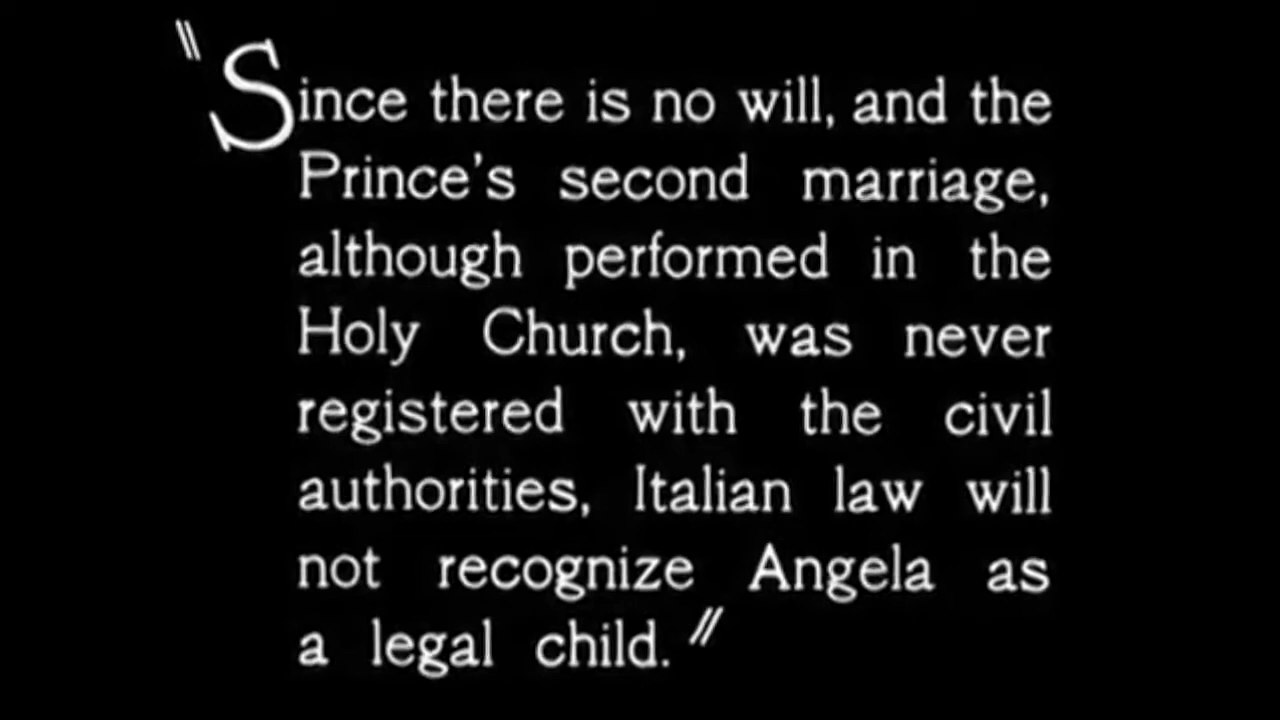 "Since there is no will, and the
Prince's second marriage,
although performed in the
Holy Church, was never
registered with the civil
authorities, Italian law will
not recognize Angela as
a legal child."